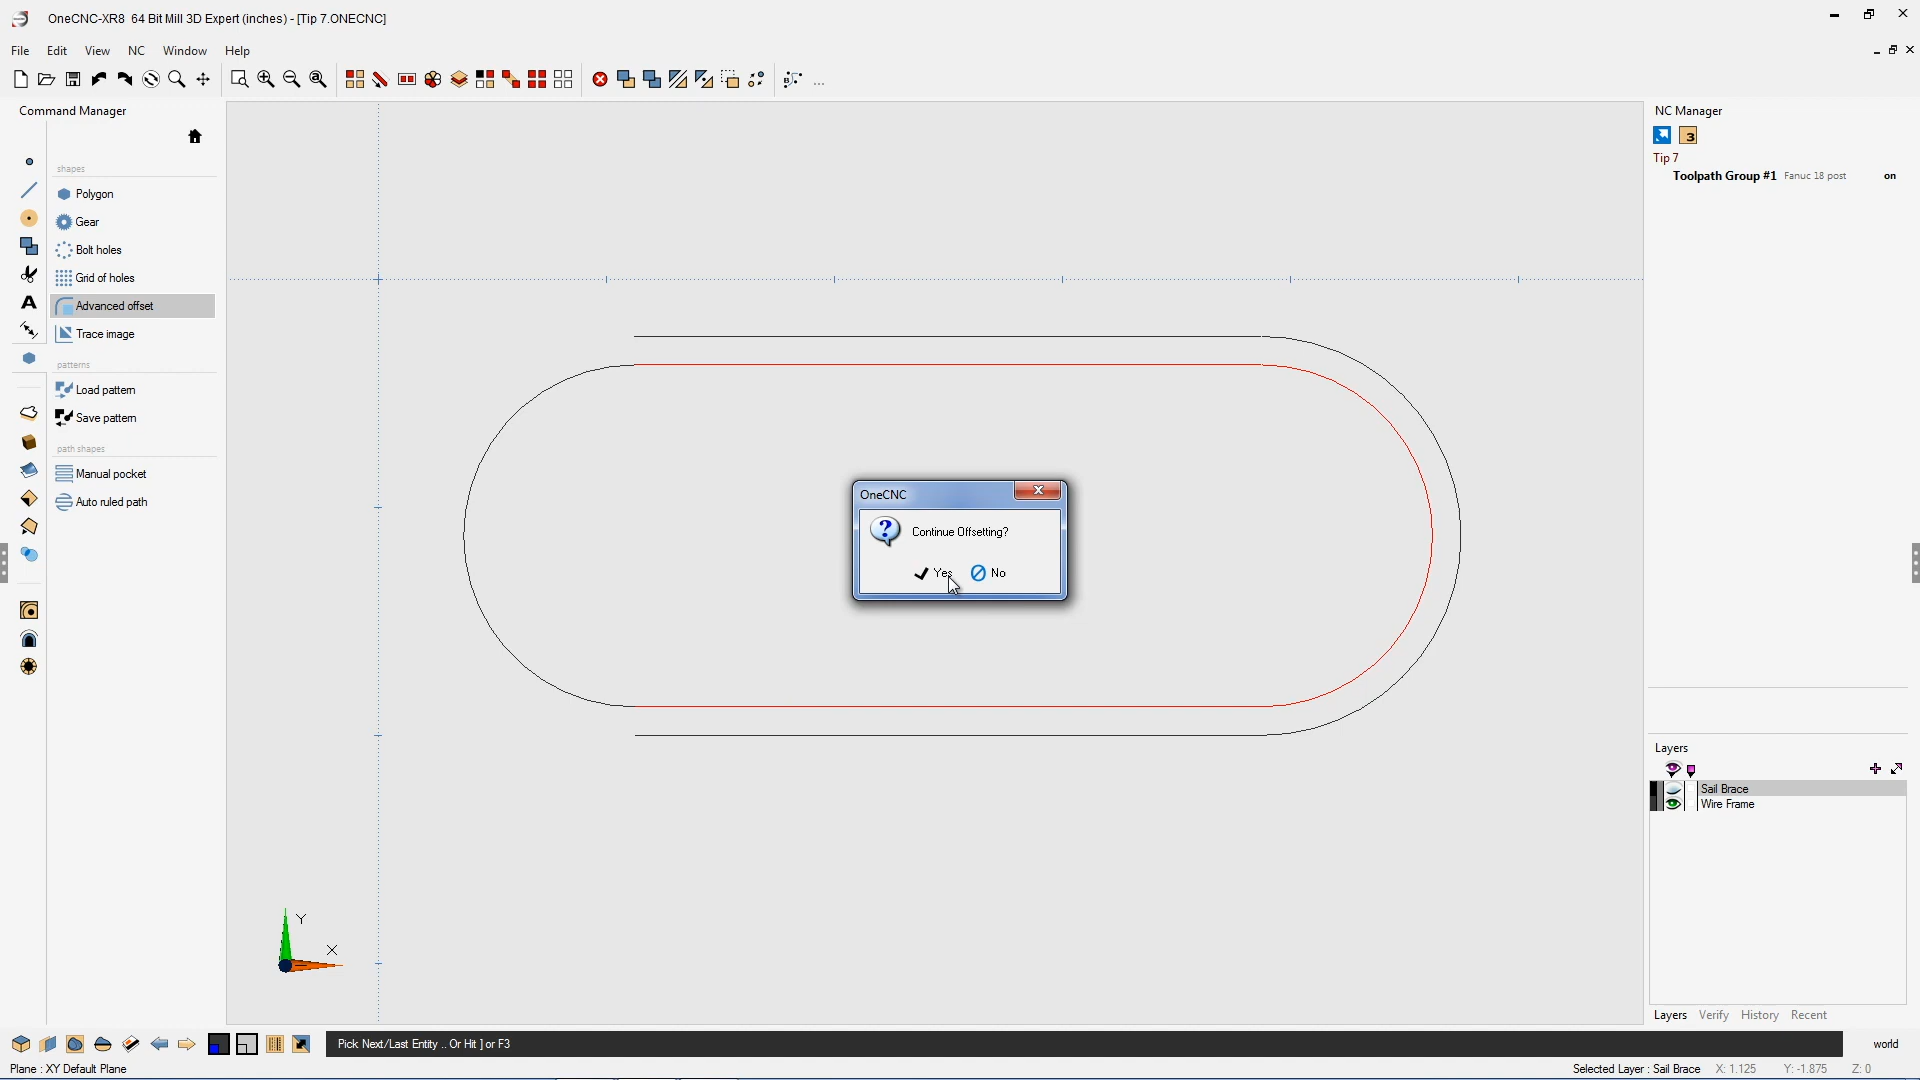 OneCNC-XR8 64 Bit Mill 3D Expert (inches) - [Tip 7.ONECNC]
File Edit View NC Window Help
Command Manager
NC Manager
3
Tip 7
Toolpath Group #1 Fanuc 18 post on
shapes
Polygon
Gear
Bolt holes
Grid of holes
Advanced offset
A
Trace image
patterns
Load pattern
Save pattern
path shapes
Manual pocket
Auto ruled path
OneCNC
Continue Offsetting?
Yes No
Layers
Sail Brace
Wire Frame
Y
X
Layers Verify History Recent
Pick Next/Last Entity .. Or Hit ] or F3
world
Plane : XY Default Plane
Selected Layer : Sail Brace X: 1.125 Y:-1.875 Z: 0